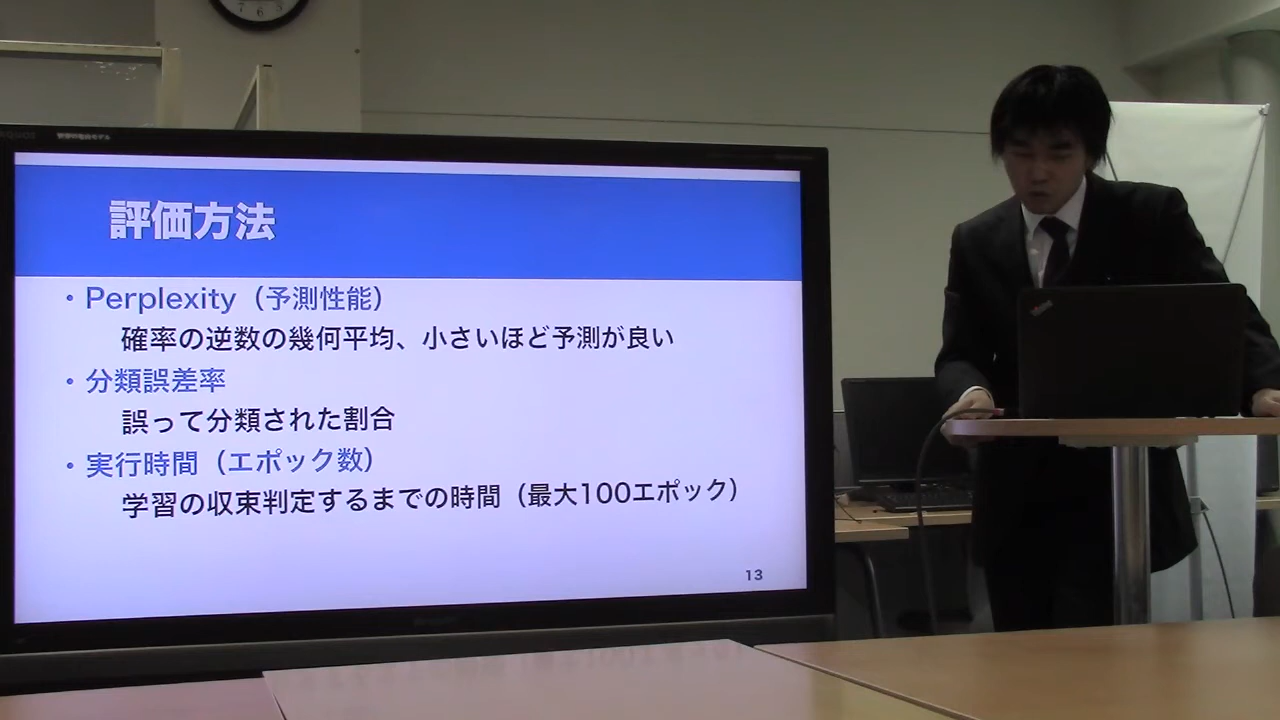 評価方法
・Perplexity（予測性能）
確率の逆数の幾何平均、小さいほど予測が良い
・分類誤差率
誤って分類された割合
・実行時間（エポック数）
学習の収束判定するまでの時間（最大100エポック）
13